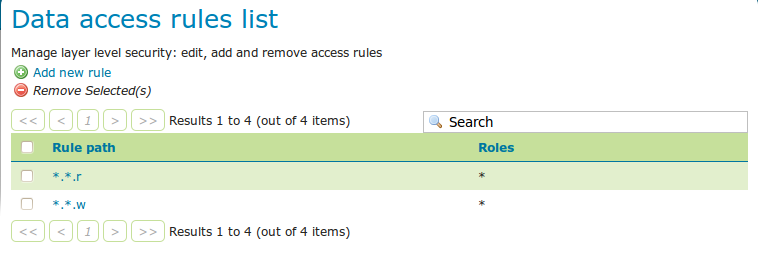 Data access rules list
Manage layer level security: edit, add and remove access rules
Add new rule
Remove Selected(s)
<< < 1 > >> Results 1 to 4 (out of 4 items) Search
Rule path Roles
*.*.r *
*.*.w *
<< < 1 > >> Results 1 to 4 (out of 4 items)